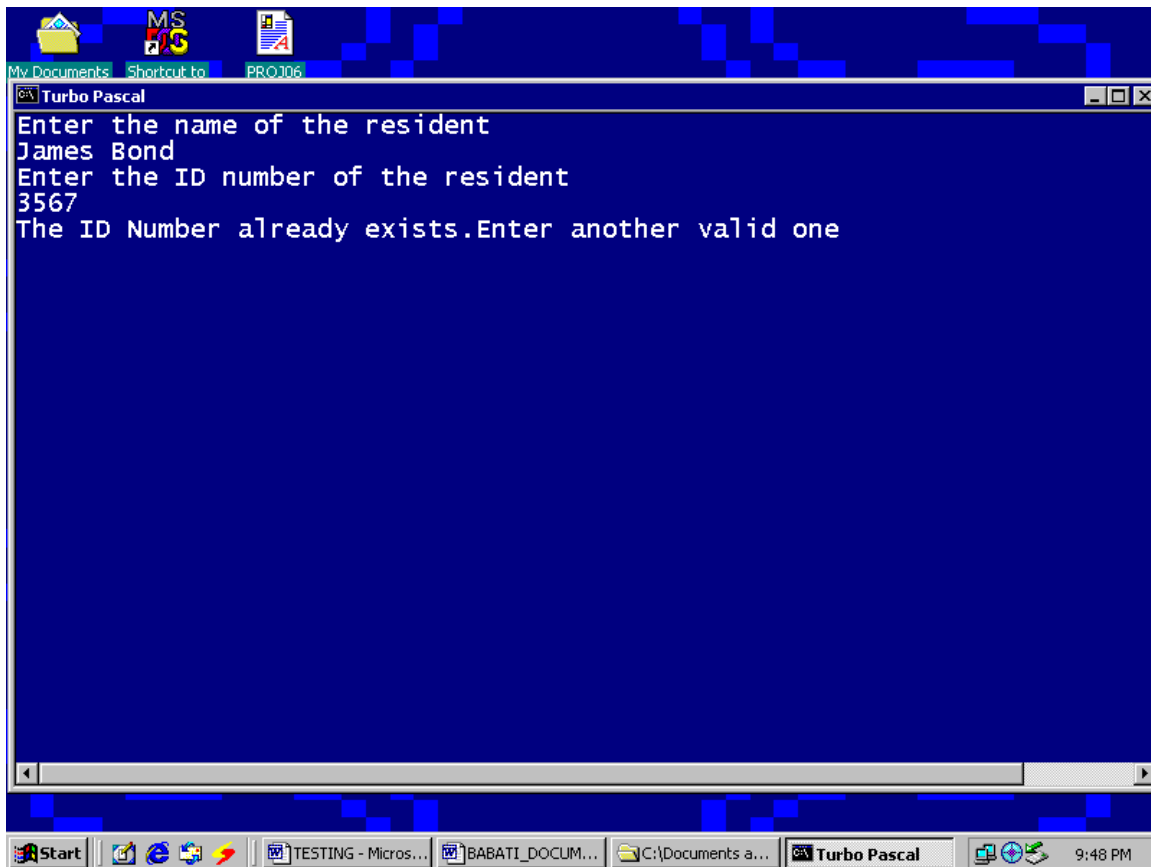 MS
My Documents
Shortcut to
PROJ06
Turbo Pascal
Enter the name of the resident
James Bond
Enter the ID number of the resident
3567
The ID Number already exists.Enter another valid one
Start
TESTING - Micros...
BABATI_DOCUM...
C:\Documents a...
Turbo Pascal
9:48 PM